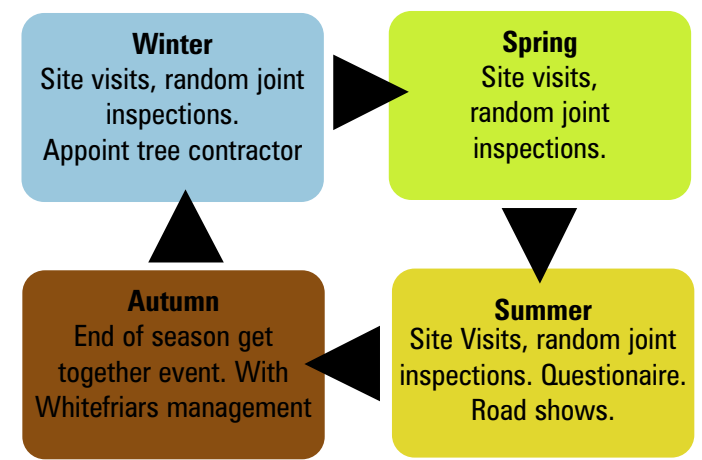 Winter
Site visits, random joint
inspections.
Appoint tree contractor
Spring
Site visits,
random joint
inspections.
Autumn
End of season get
together event. With
Whitefriars management
Summer
Site Visits, random joint
inspections. Questionaire.
Road shows.